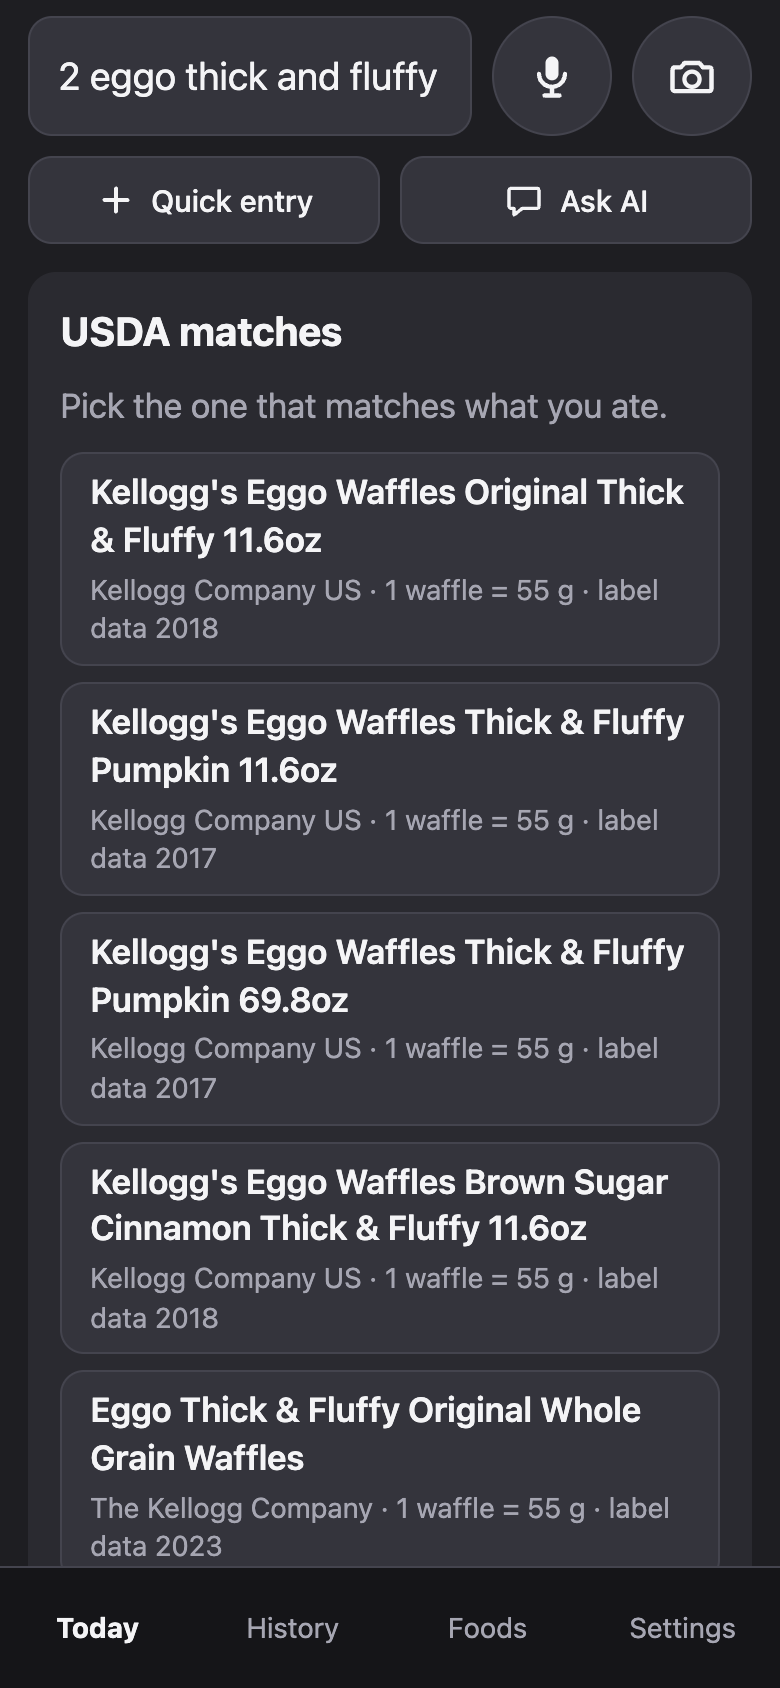 2 eggo thick and fluffy
Quick entry
Ask AI
USDA matches
Pick the one that matches what you ate.
Kellogg's Eggo Waffles Original Thick
& Fluffy 11.6oz
Kellogg Company US · 1 waffle = 55 g · label
data 2018
Kellogg's Eggo Waffles Thick & Fluffy
Pumpkin 11.6oz
Kellogg Company US · 1 waffle = 55 g · label
data 2017
Kellogg's Eggo Waffles Thick & Fluffy
Pumpkin 69.8oz
Kellogg Company US · 1 waffle = 55 g · label
data 2017
Kellogg's Eggo Waffles Brown Sugar
Cinnamon Thick & Fluffy 11.6oz
Kellogg Company US · 1 waffle = 55 g · label
data 2018
Eggo Thick & Fluffy Original Whole
Grain Waffles
The Kellogg Company · 1 waffle = 55 g · label
data 2023
Today
History
Foods
Settings